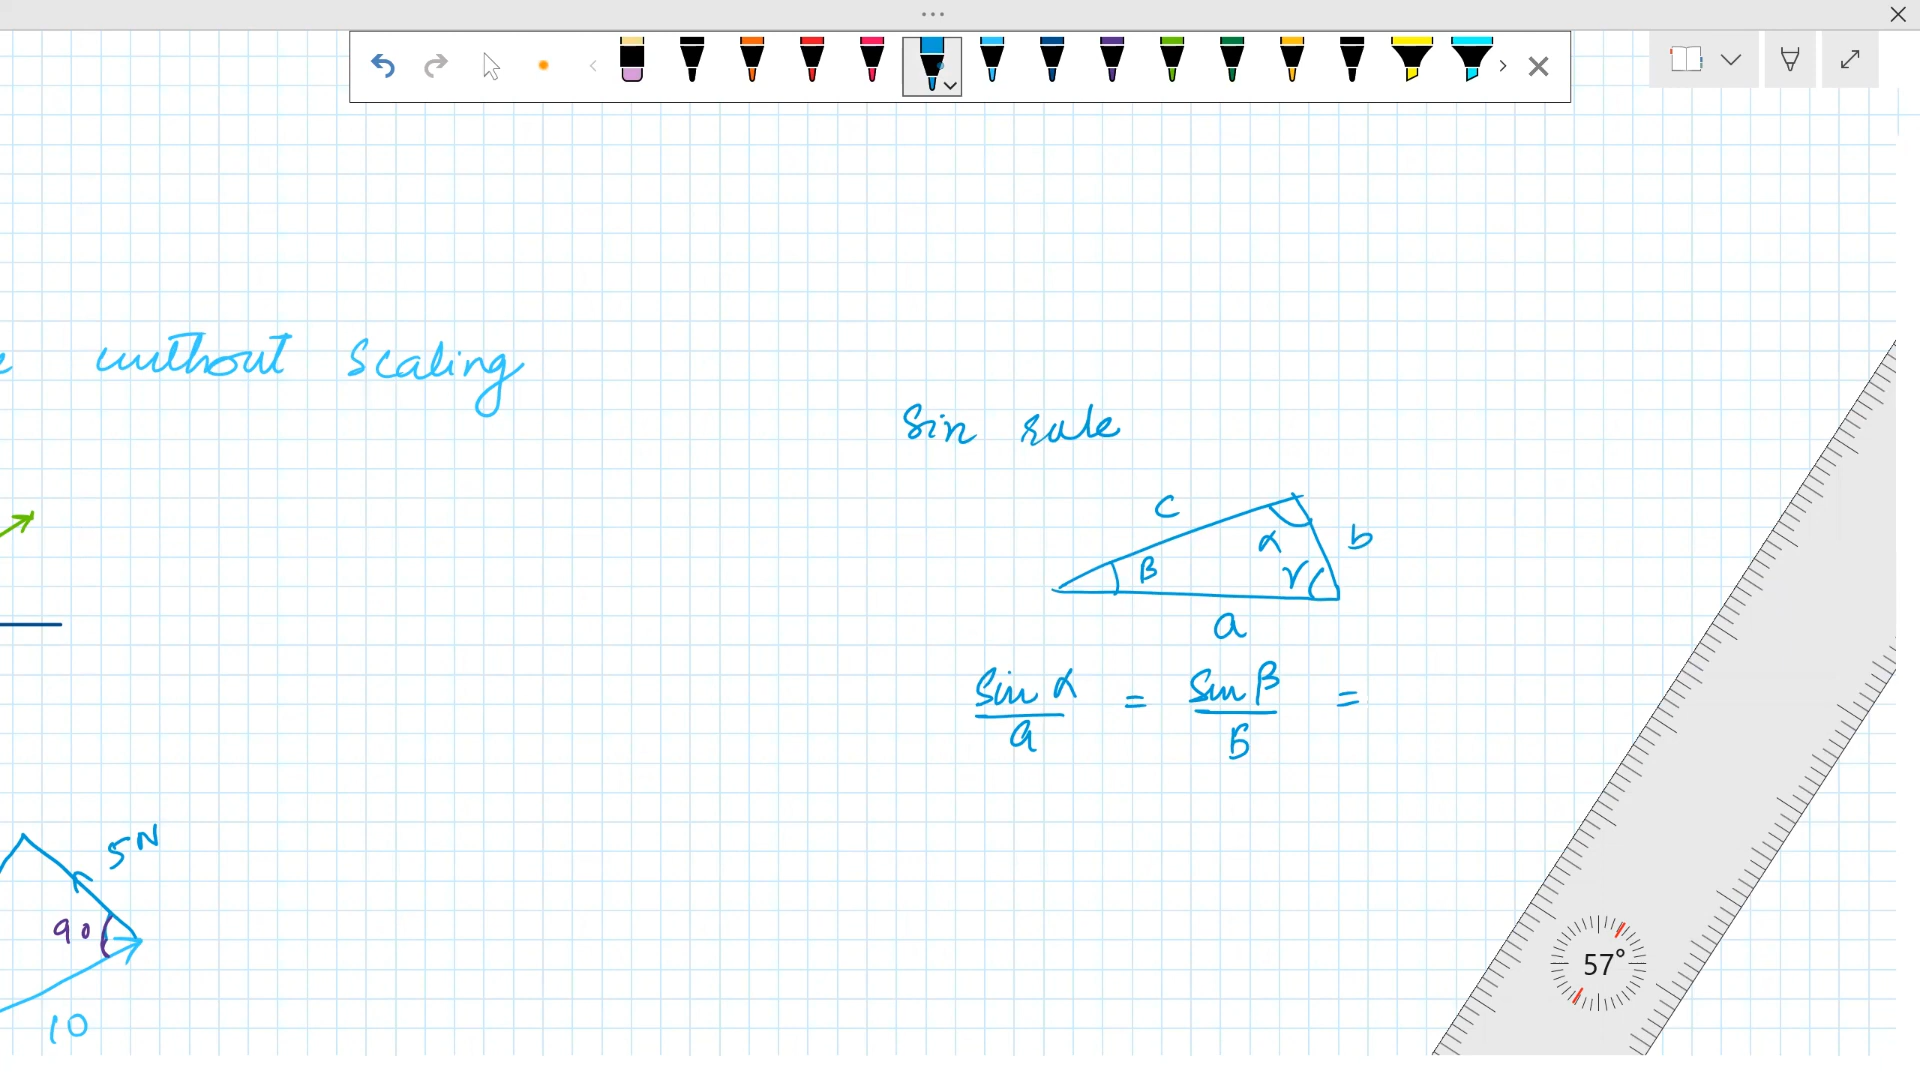 without scaling
Sin rule
c
α b
β γ
a
sin α / a = sin β / b =
5N
90
10
57°